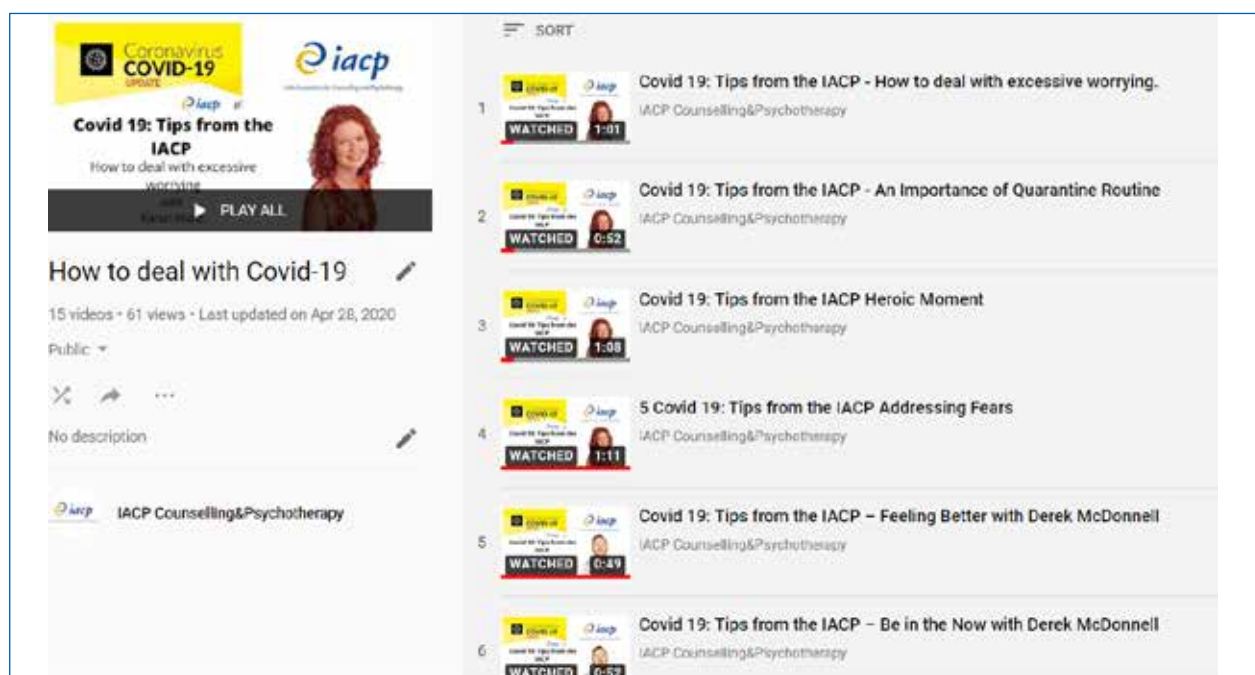 Coronavirus
COVID-19
UPDATE
iacp
iacp
Covid 19: Tips from the
IACP
How to deal with excessive
worrying
PLAY ALL
How to deal with Covid-19
15 videos • 61 views • Last updated on Apr 28, 2020
Public
No description
iacp IACP Counselling&Psychotherapy
SORT
1
WATCHED 1:01
Covid 19: Tips from the IACP - How to deal with excessive worrying.
IACP Counselling&Psychotherapy
2
WATCHED 0:52
Covid 19: Tips from the IACP - An Importance of Quarantine Routine
IACP Counselling&Psychotherapy
3
WATCHED 1:08
Covid 19: Tips from the IACP Heroic Moment
IACP Counselling&Psychotherapy
4
WATCHED 1:11
5 Covid 19: Tips from the IACP Addressing Fears
IACP Counselling&Psychotherapy
5
WATCHED 0:49
Covid 19: Tips from the IACP – Feeling Better with Derek McDonnell
IACP Counselling&Psychotherapy
6
WATCHED 0:52
Covid 19: Tips from the IACP – Be in the Now with Derek McDonnell
IACP Counselling&Psychotherapy